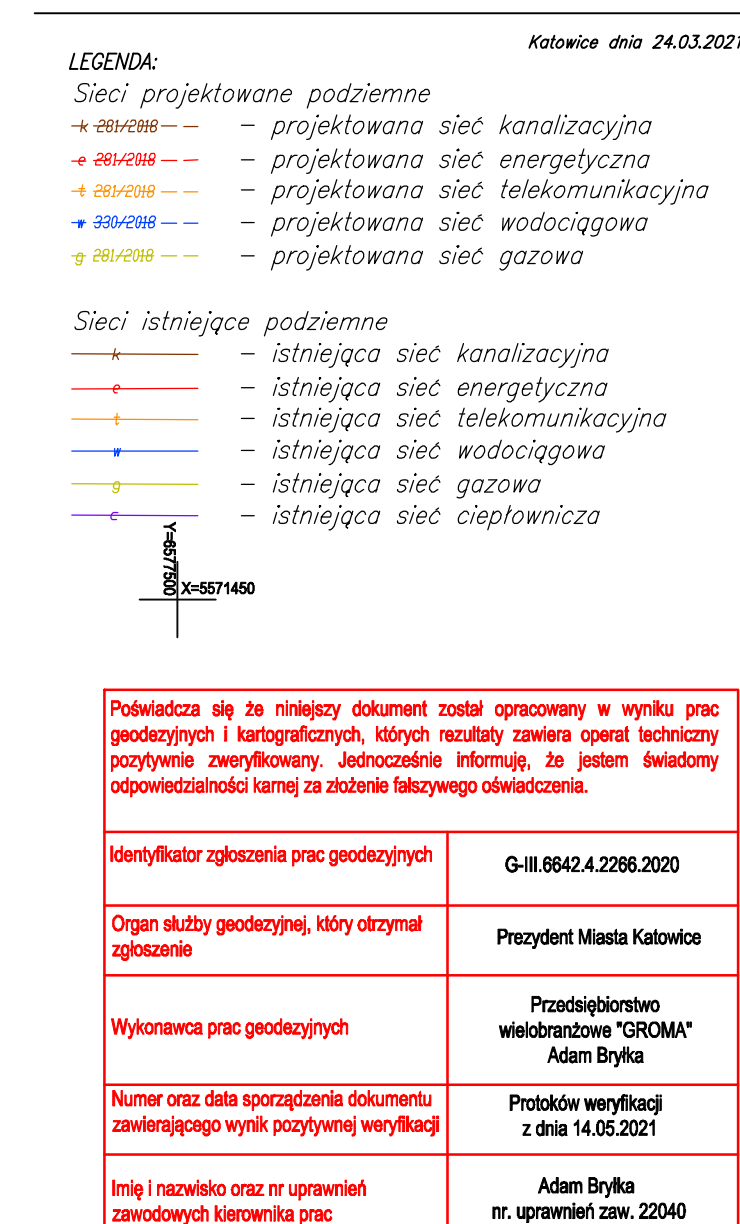 Katowice dnia 24.03.2021
LEGENDA:
Sieci projektowane podziemne
k 281/2018 – projektowana sieć kanalizacyjna
e 281/2018 – projektowana sieć energetyczna
t 281/2018 – projektowana sieć telekomunikacyjna
w 330/2018 – projektowana sieć wodociągowa
g 281/2018 – projektowana sieć gazowa
Sieci istniejące podziemne
k – istniejąca sieć kanalizacyjna
e – istniejąca sieć energetyczna
t – istniejąca sieć telekomunikacyjna
w – istniejąca sieć wodociągowa
g – istniejąca sieć gazowa
c – istniejąca sieć ciepłownicza
Y=6577500
X=5571450
Poświadcza się że niniejszy dokument został opracowany w wyniku prac
geodezyjnych i kartograficznych, których rezultaty zawiera operat techniczny
pozytywnie zweryfikowany. Jednocześnie informuję, że jestem świadomy
odpowiedzialności karnej za złożenie fałszywego oświadczenia.
Identyfikator zgłoszenia prac geodezyjnych
G-III.6642.4.2266.2020
Organ służby geodezyjnej, który otrzymał
zgłoszenie
Prezydent Miasta Katowice
Wykonawca prac geodezyjnych
Przedsiębiorstwo
wielobranżowe "GROMA"
Adam Bryłka
Numer oraz data sporządzenia dokumentu
zawierającego wynik pozytywnej weryfikacji
Protoków weryfikacji
z dnia 14.05.2021
Imię i nazwisko oraz nr uprawnień
zawodowych kierownika prac
Adam Bryłka
nr. uprawnień zaw. 22040